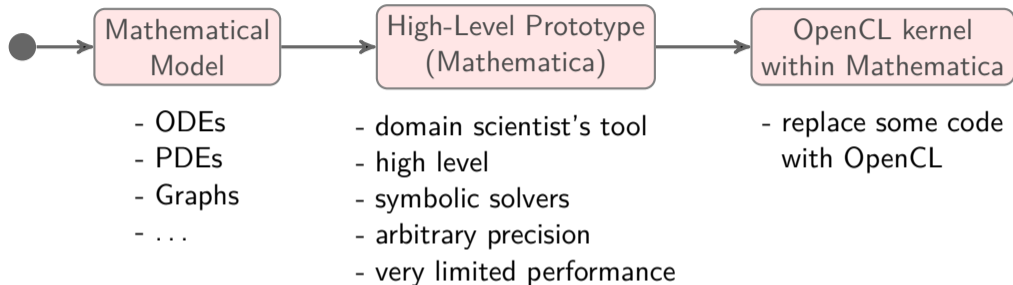 Mathematical
Model
High-Level Prototype
(Mathematica)
OpenCL kernel
within Mathematica
- ODEs
- PDEs
- Graphs
- . . .
- domain scientist's tool
- high level
- symbolic solvers
- arbitrary precision
- very limited performance
- replace some code
with OpenCL